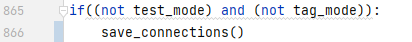 865 if((not test_mode) and (not tag_mode)):
866 save_connections()